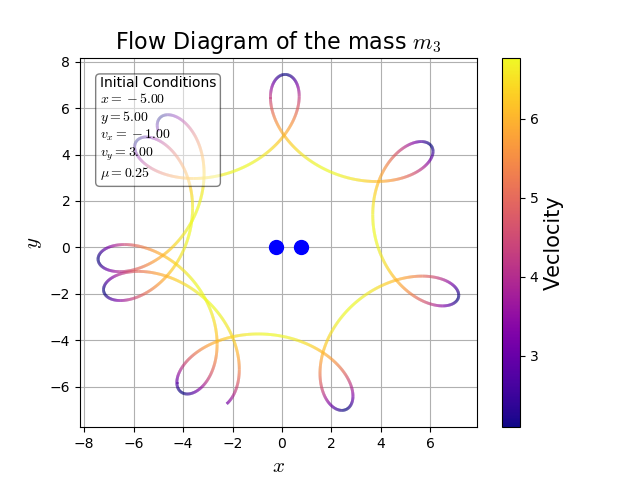 Flow Diagram of the mass m₃
Initial Conditions
x = −5.00
y = 5.00
vₓ = −1.00
v_y = 3.00
μ = 0.25
8
6
4
2
0
−2
−4
−6
y
−8
−6
−4
−2
0
2
4
6
x
6
5
4
3
Veclocity